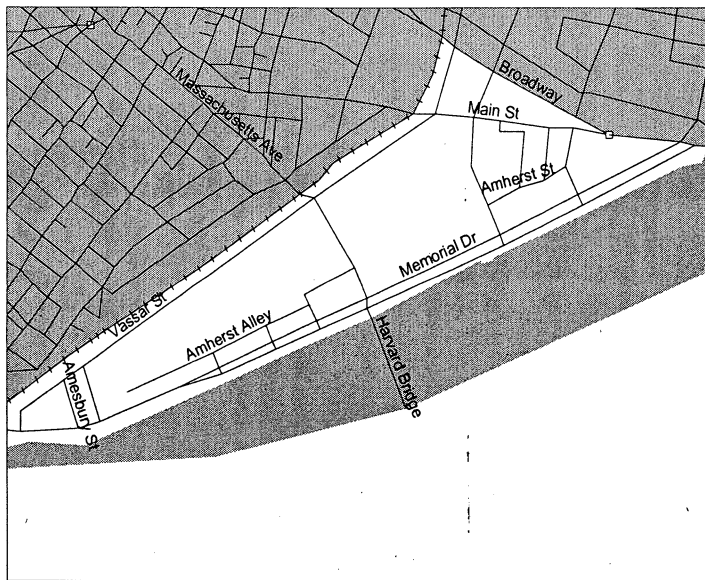 Massachusetts Ave
Broadway
Main St
Amherst St
Memorial Dr
Vassar St
Amherst Alley
Harvard Bridge
Amesbury St